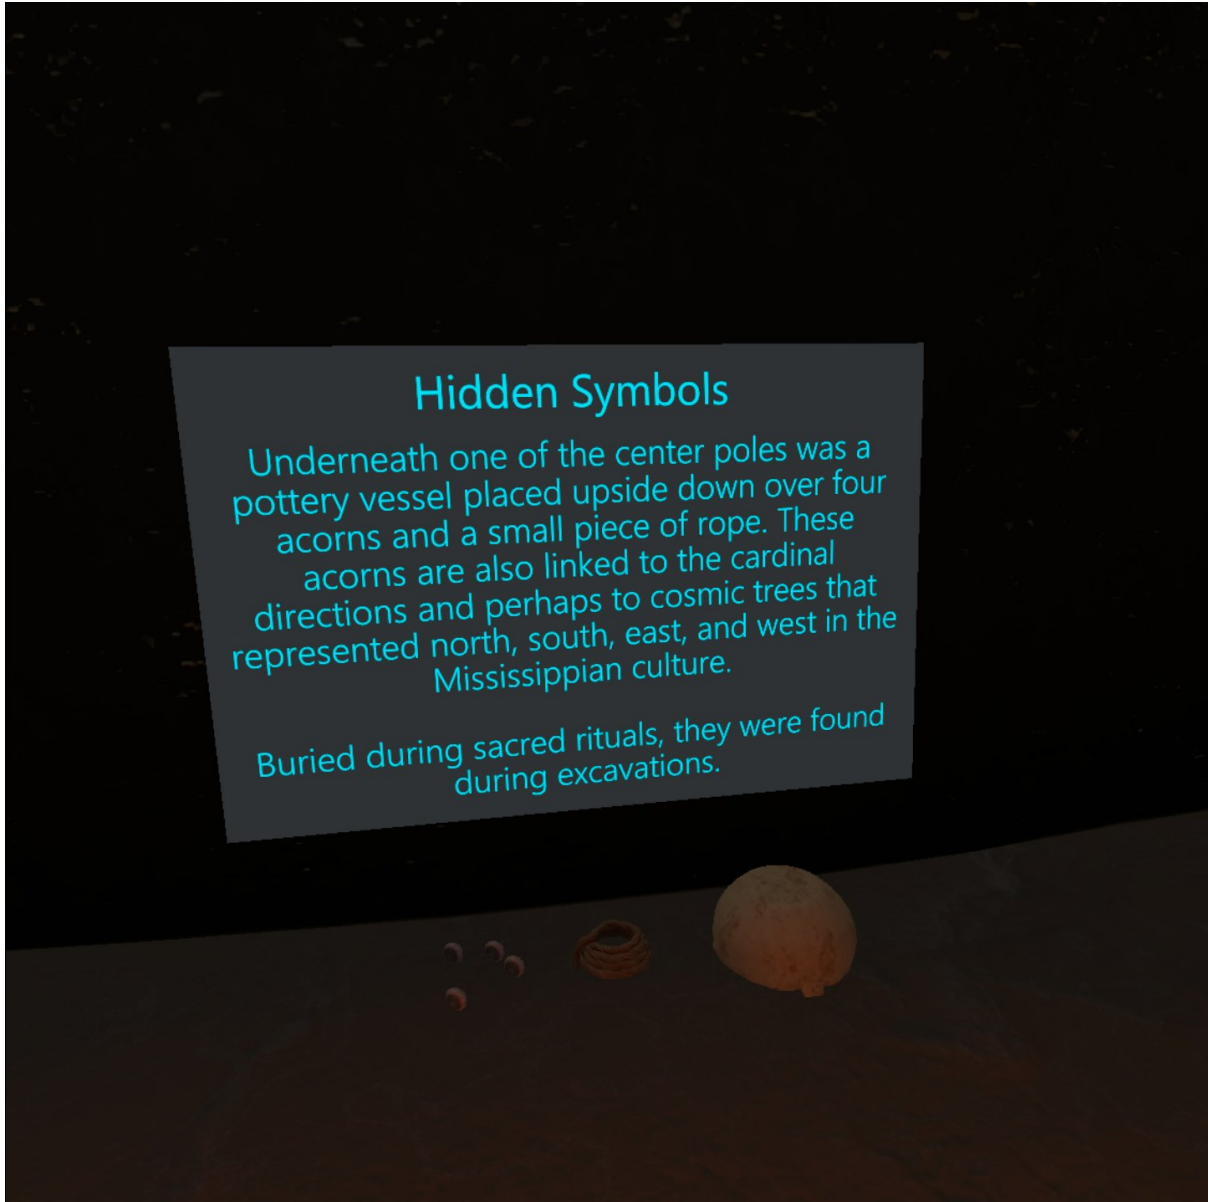 Hidden Symbols
Underneath one of the center poles was a
pottery vessel placed upside down over four
acorns and a small piece of rope. These
acorns are also linked to the cardinal
directions and perhaps to cosmic trees that
represented north, south, east, and west in the
Mississippian culture.
Buried during sacred rituals, they were found
during excavations.